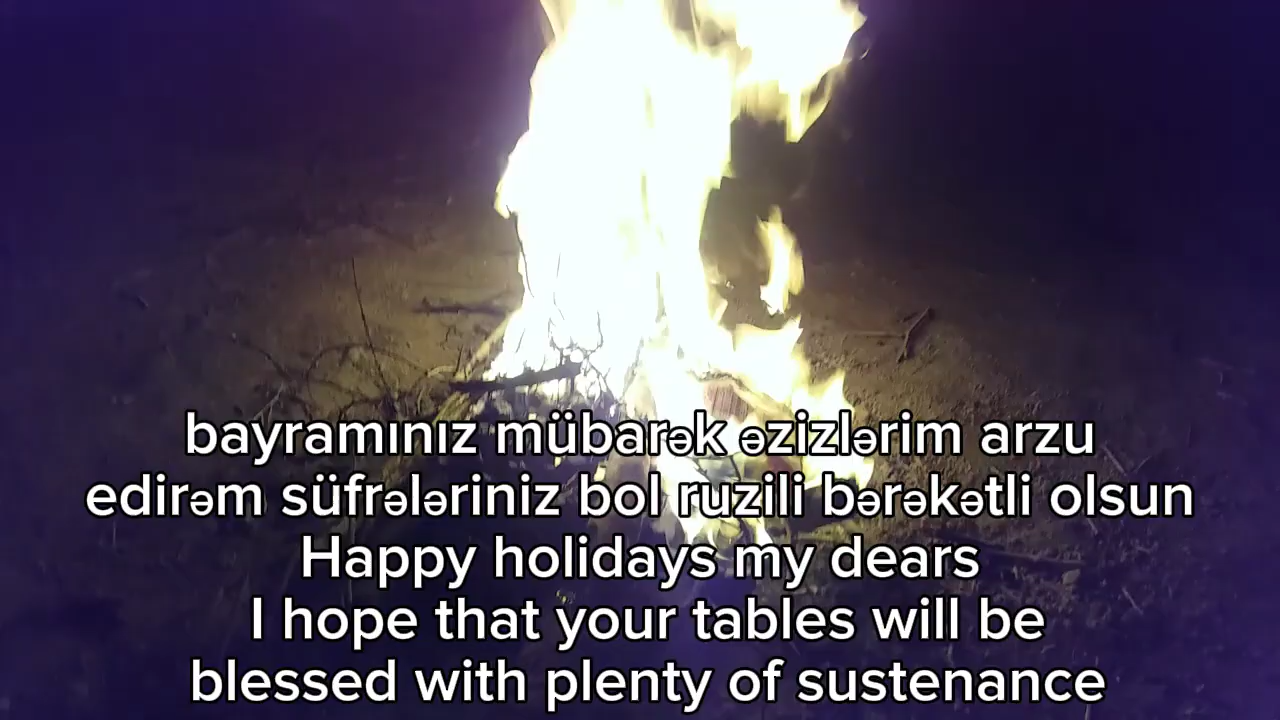 bayramınız mübarək əzizlərim arzu
edirəm süfrələriniz bol ruzili bərəkətli olsun
Happy holidays my dears
I hope that your tables will be
blessed with plenty of sustenance